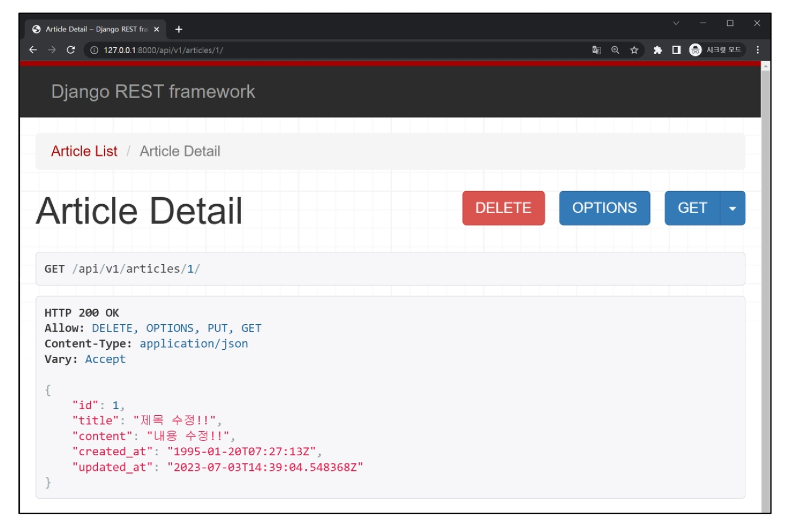 Article Detail – Django REST fra
127.0.0.1:8000/api/v1/articles/1/
시크릿 모드
Django REST framework
Article List / Article Detail
Article Detail
DELETE
OPTIONS
GET
GET /api/v1/articles/1/
HTTP 200 OK
Allow: DELETE, OPTIONS, PUT, GET
Content-Type: application/json
Vary: Accept
{
"id": 1,
"title": "제목 수정!!",
"content": "내용 수정!!",
"created_at": "1995-01-20T07:27:13Z",
"updated_at": "2023-07-03T14:39:04.548368Z"
}